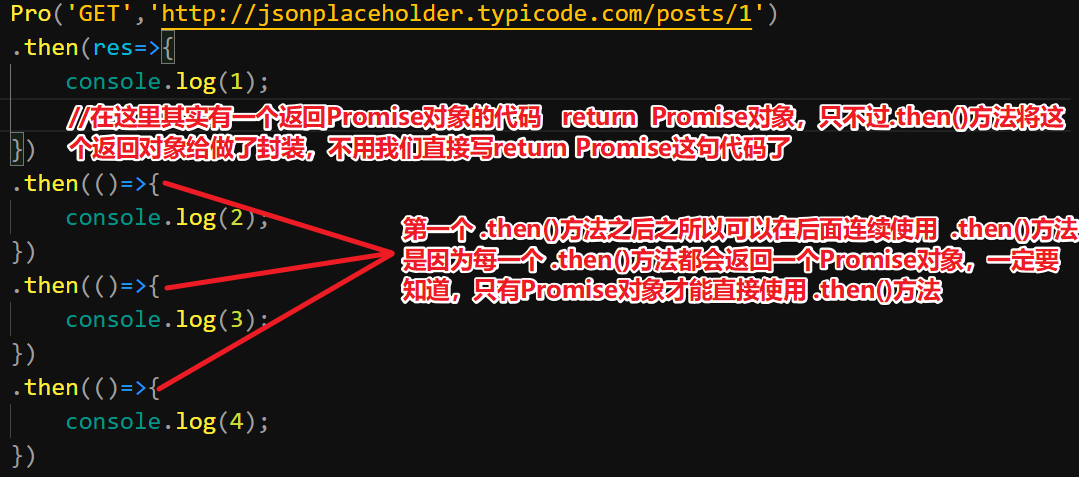 Pro('GET','http://jsonplaceholder.typicode.com/posts/1')
.then(res=>{
console.log(1);
//在这里其实有一个返回Promise对象的代码 return Promise对象，只不过.then()方法将这
个返回对象给做了封装，不用我们直接写return Promise这句代码了
})
.then(()=>{
console.log(2);
})
.then(()=>{
console.log(3);
})
.then(()=>{
console.log(4);
})
第一个 .then()方法之后之所以可以在后面连续使用 .then()方法
是因为每一个 .then()方法都会返回一个Promise对象，一定要
知道，只有Promise对象才能直接使用 .then()方法